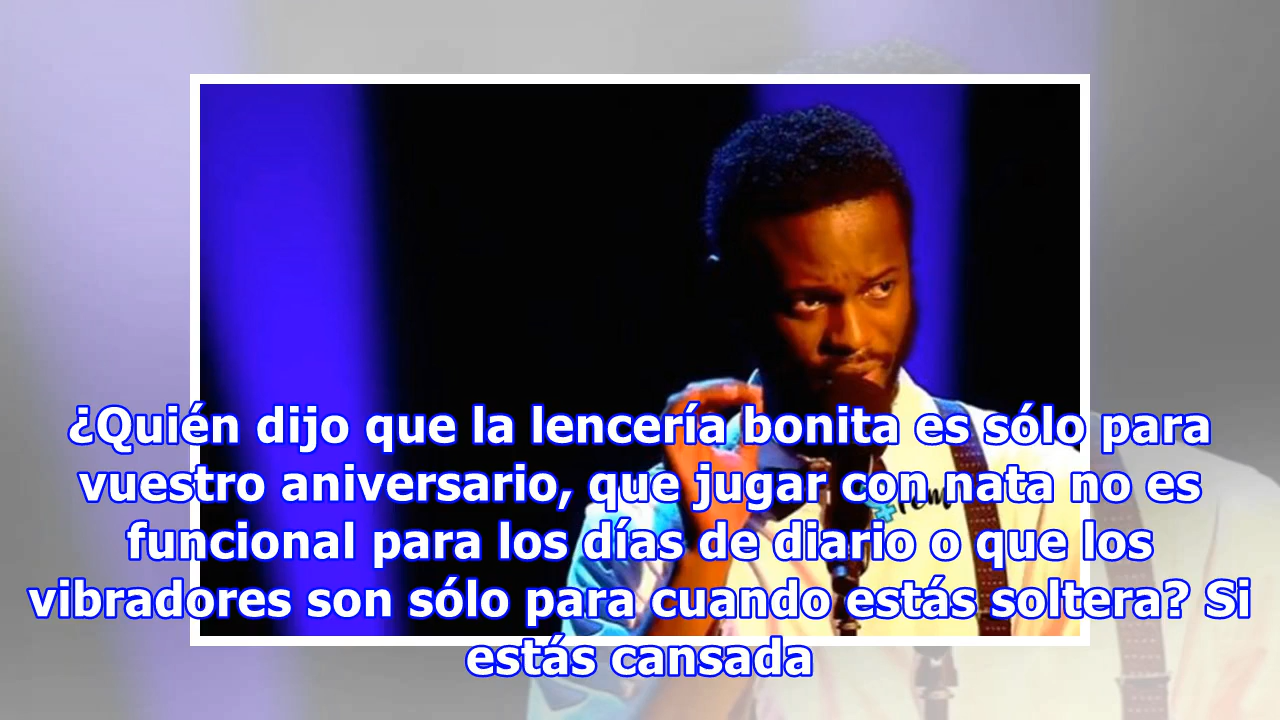 ¿Quién dijo que la lencería bonita es sólo para
vuestro aniversario, que jugar con nata no es
funcional para los días de diario o que los
vibradores son sólo para cuando estás soltera? Si
estás cansada